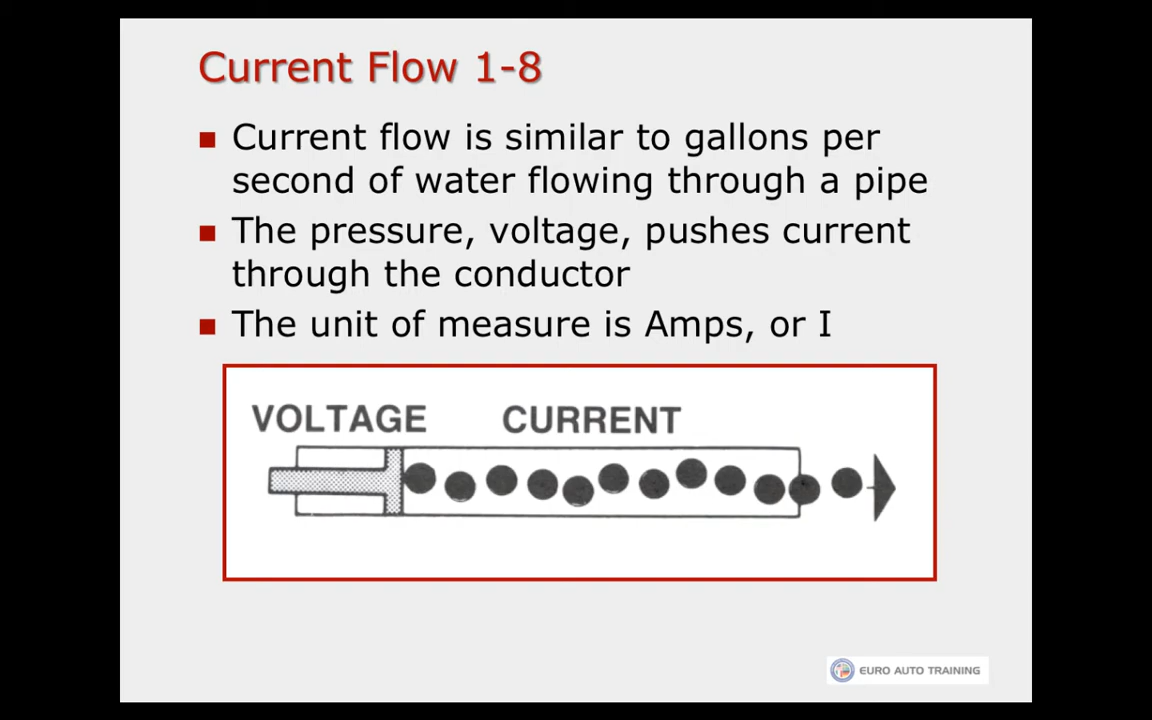 Current Flow 1-8
Current flow is similar to gallons per
second of water flowing through a pipe
The pressure, voltage, pushes current
through the conductor
The unit of measure is Amps, or I
VOLTAGE CURRENT
EURO AUTO TRAINING